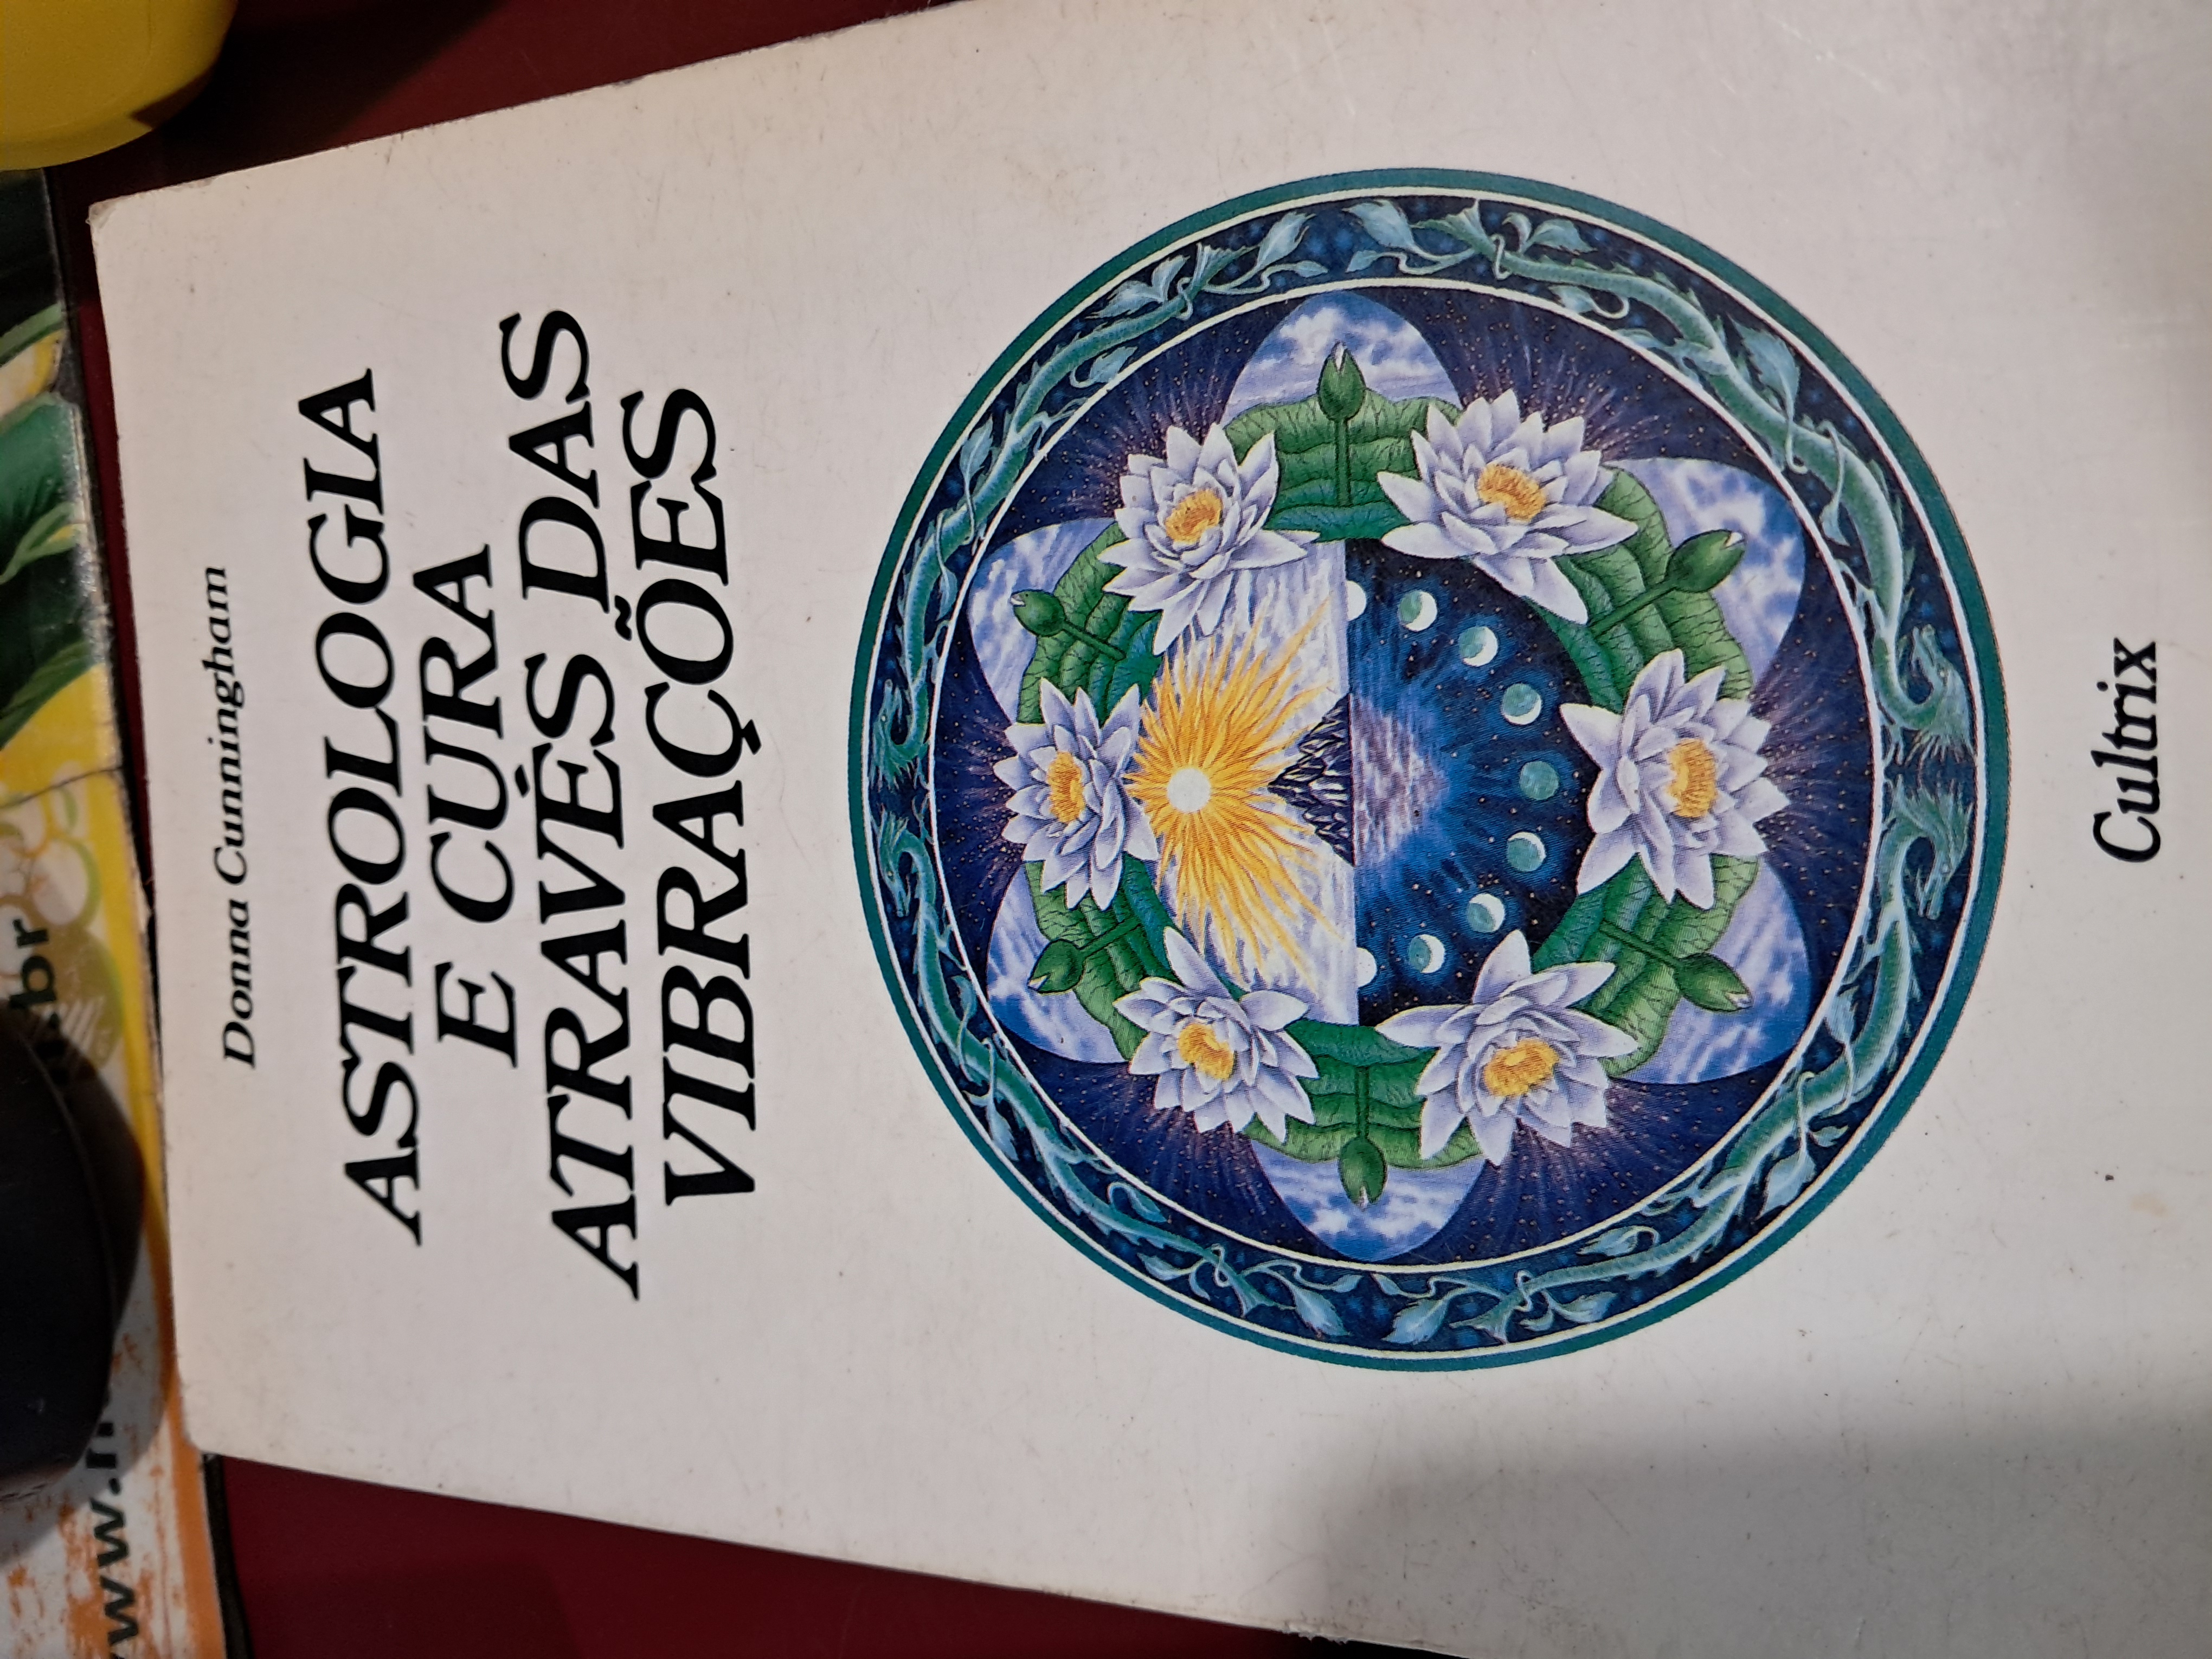 Donna Cunningham
ASTROLOGIA
E CURA
ATRAVÉS DAS
VIBRAÇÕES
Cultrix